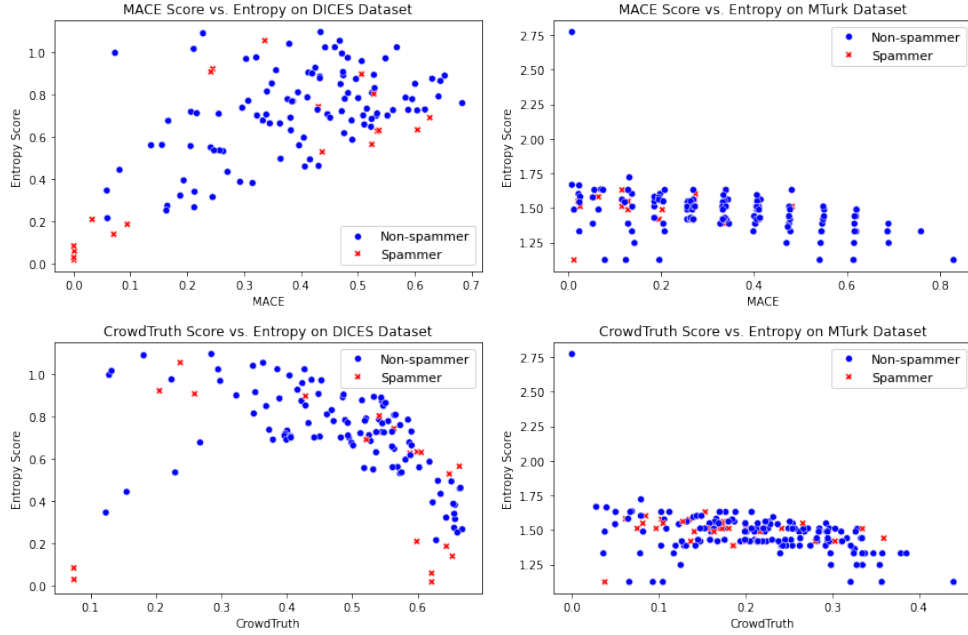 MACE Score vs. Entropy on DICES Dataset
1.0
0.8
0.6
0.4
0.2
0.0
Entropy Score
Non-spammer
Spammer
0.0 0.1 0.2 0.3 0.4 0.5 0.6 0.7
MACE
MACE Score vs. Entropy on MTurk Dataset
2.75
2.50
2.25
2.00
1.75
1.50
1.25
Entropy Score
Non-spammer
Spammer
0.0 0.2 0.4 0.6 0.8
MACE
CrowdTruth Score vs. Entropy on DICES Dataset
1.0
0.8
0.6
0.4
0.2
0.0
Entropy Score
Non-spammer
Spammer
0.1 0.2 0.3 0.4 0.5 0.6
CrowdTruth
CrowdTruth Score vs. Entropy on MTurk Dataset
2.75
2.50
2.25
2.00
1.75
1.50
1.25
Entropy Score
Non-spammer
Spammer
0.0 0.1 0.2 0.3 0.4
CrowdTruth